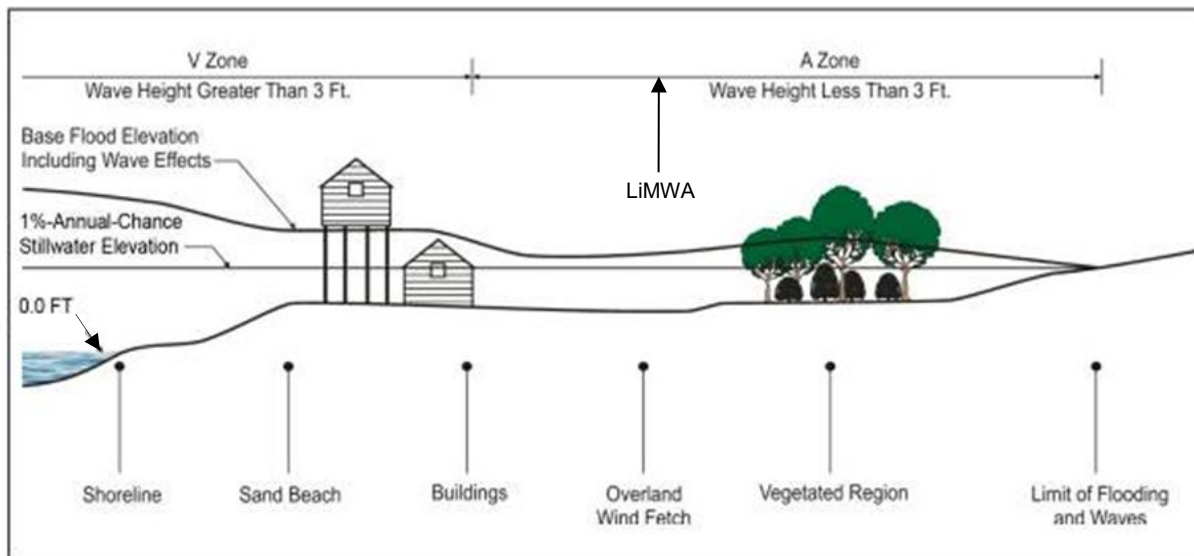 V Zone
Wave Height Greater Than 3 Ft.
A Zone
Wave Height Less Than 3 Ft.
Base Flood Elevation
Including Wave Effects
LiMWA
1%-Annual-Chance
Stillwater Elevation
0.0 FT
Shoreline
Sand Beach
Buildings
Overland
Wind Fetch
Vegetated Region
Limit of Flooding
and Waves